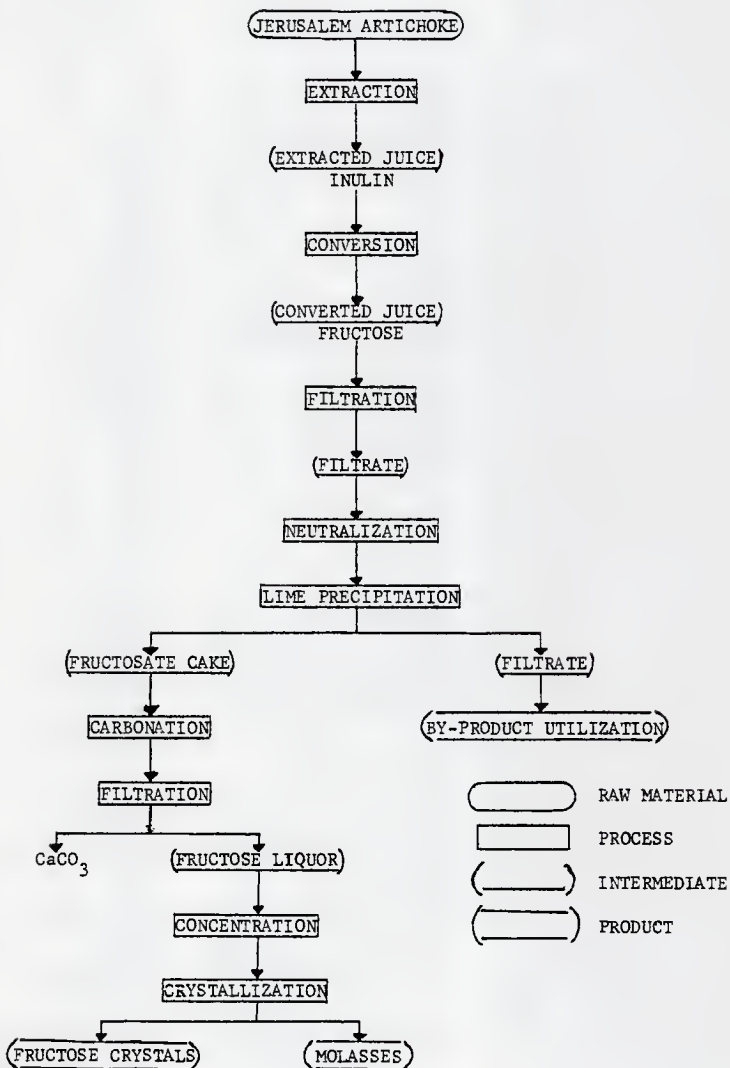 JERUSALEM ARTICHOKE
EXTRACTION
(EXTRACTED JUICE)
INULIN
CONVERSION
(CONVERTED JUICE)
FRUCTOSE
FILTRATION
(FILTRATE)
NEUTRALIZATION
LIME PRECIPITATION
(FRUCTOSATE CAKE)
(FILTRATE)
CARBONATION
(BY-PRODUCT UTILIZATION)
FILTRATION
RAW MATERIAL
CaCO₃
(FRUCTOSE LIQUOR)
PROCESS
INTERMEDIATE
CONCENTRATION
PRODUCT
CRYSTALLIZATION
(FRUCTOSE CRYSTALS)
(MOLASSES)